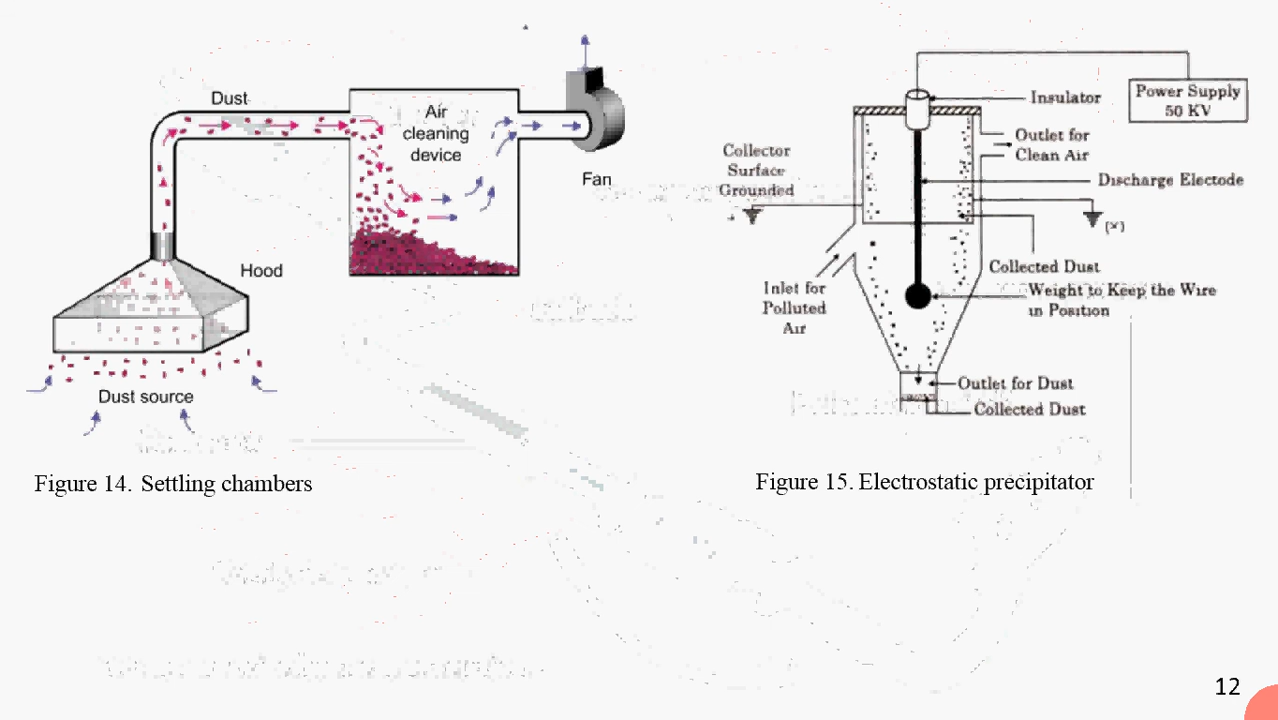 Dust
Air
cleaning
device
Fan
Hood
Dust source
Figure 14. Settling chambers
Insulator
Power Supply
50 KV
Outlet for
Clean Air
Collector
Surface
Grounded
Discharge Electode
Collected Dust
Inlet for
Polluted
Air
Weight to Keep the Wire
in Position
Outlet for Dust
Collected Dust
Figure 15. Electrostatic precipitator
12